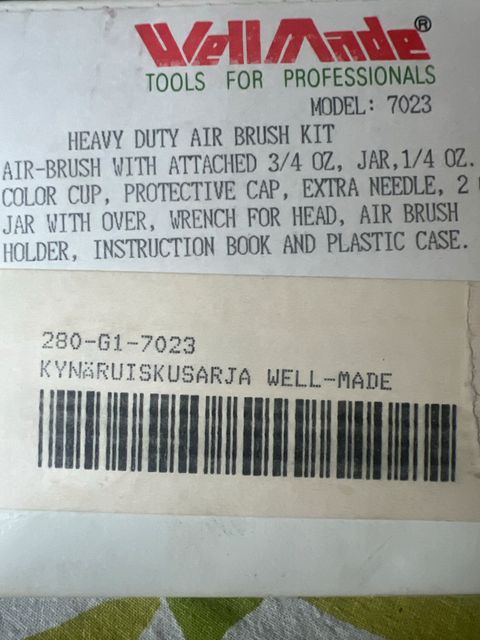 WellMade®
TOOLS FOR PROFESSIONALS
MODEL: 7023
HEAVY DUTY AIR BRUSH KIT
AIR-BRUSH WITH ATTACHED 3/4 OZ, JAR,1/4 OZ.
COLOR CUP, PROTECTIVE CAP, EXTRA NEEDLE, 2
JAR WITH OVER, WRENCH FOR HEAD, AIR BRUSH
HOLDER, INSTRUCTION BOOK AND PLASTIC CASE.
280-G1-7023
KYNÄRUISKUSARJA WELL-MADE